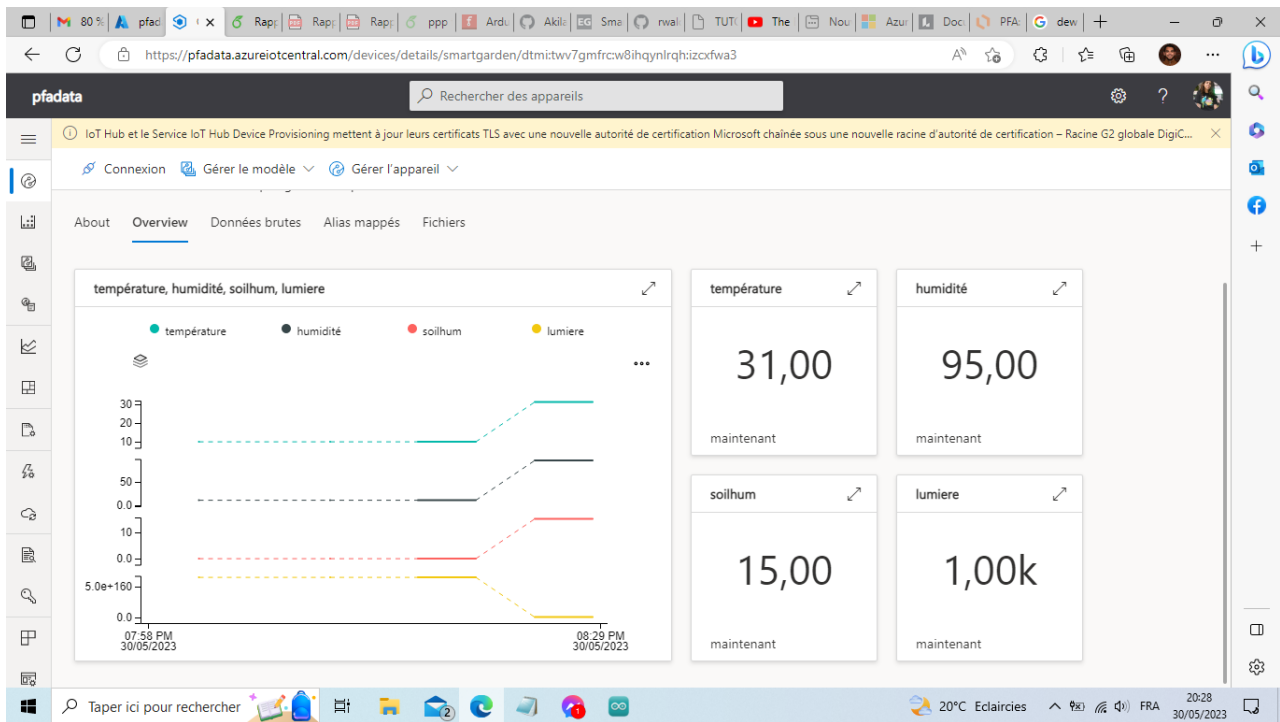 80 %
pfad
Rapp
Rapp
Rapp
ppp
Ardu
Akila
EG
Sma
rwal
TUT
The
Nou
Azur
Doc
PFA:
dew
https://pfadata.azureiotcentral.com/devices/details/smartgarden/dtmi:twv7gmfrc:w8ihqynlrqh:izcxfwa3
pfadata
Rechercher des appareils
IoT Hub et le Service IoT Hub Device Provisioning mettent à jour leurs certificats TLS avec une nouvelle autorité de certification Microsoft chaînée sous une nouvelle racine d'autorité de certification – Racine G2 globale DigiC...
Connexion
Gérer le modèle
Gérer l'appareil
About
Overview
Données brutes
Alias mappés
Fichiers
température, humidité, soilhum, lumiere
température
humidité
soilhum
lumiere
30
20
10
50
0.0
10
0.0
5.0e+160
0.0
07:58 PM
30/05/2023
08:29 PM
30/05/2023
température
31,00
maintenant
humidité
95,00
maintenant
soilhum
15,00
maintenant
lumiere
1,00k
maintenant
Taper ici pour rechercher
2
1
20°C Eclaircies
FRA
20:28
30/05/2023